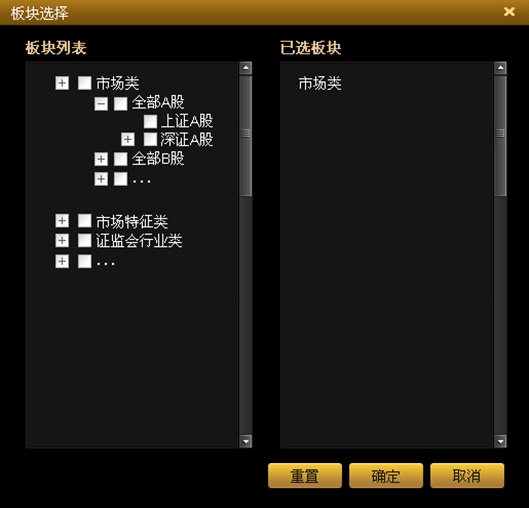 板块选择
板块列表
已选板块
市场类
全部A股
上证A股
深证A股
全部B股
...
市场特征类
证监会行业类
...
市场类
重置
确定
取消